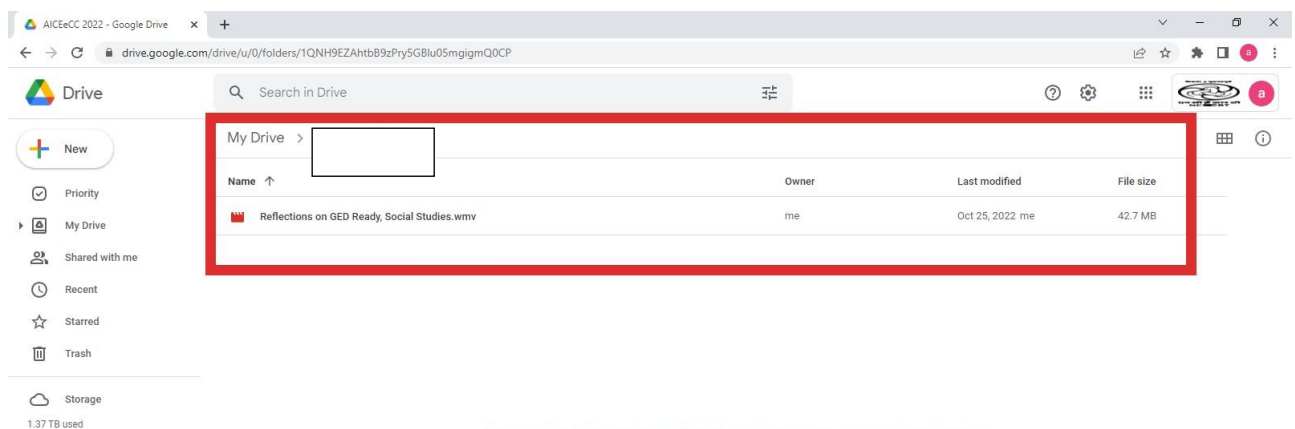 AICEeCC 2022 - Google Drive
drive.google.com/drive/u/0/folders/1QNH9EZAhtbB9zPry5GBlu05mgigmQ0CP
Drive
Search in Drive
a
My Drive >
New
Name ↑ Owner Last modified File size
Priority
Reflections on GED Ready, Social Studies.wmv me Oct 25, 2022 me 42.7 MB
My Drive
Shared with me
Recent
Starred
Trash
Storage
1.37 TB used